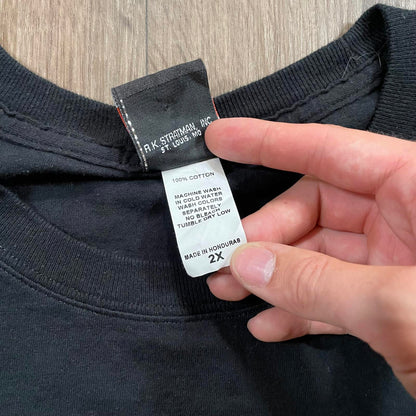 R.K. STRATMAN, INC.
ST. LOUIS, MO
100% COTTON
MACHINE WASH
IN COLD WATER
WASH COLORS
SEPARATELY
NO BLEACH
TUMBLE DRY LOW
MADE IN HONDURAS
2X